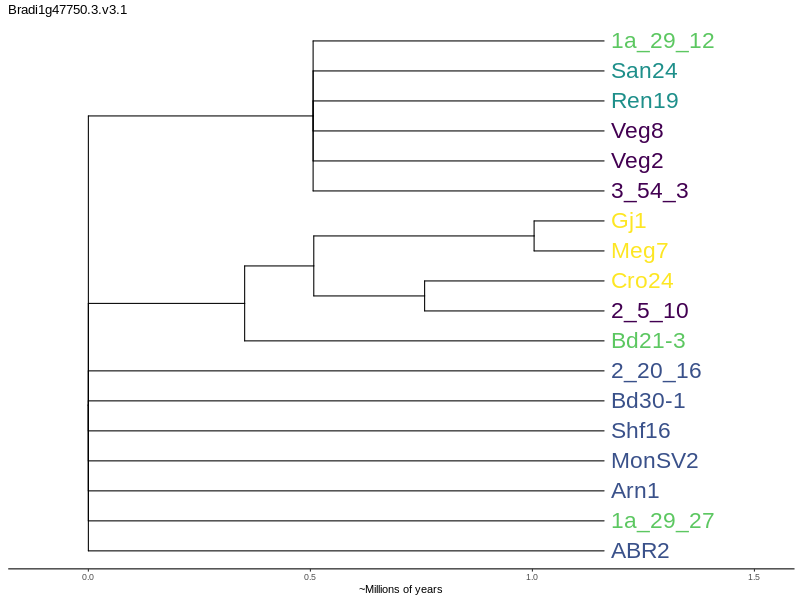 Bradi1g47750.3.v3.1
1a_29_12
San24
Ren19
Veg8
Veg2
3_54_3
Gj1
Meg7
Cro24
2_5_10
Bd21-3
2_20_16
Bd30-1
Shf16
MonSV2
Arn1
1a_29_27
ABR2
0.0 0.5 1.0 1.5
~Millions of years